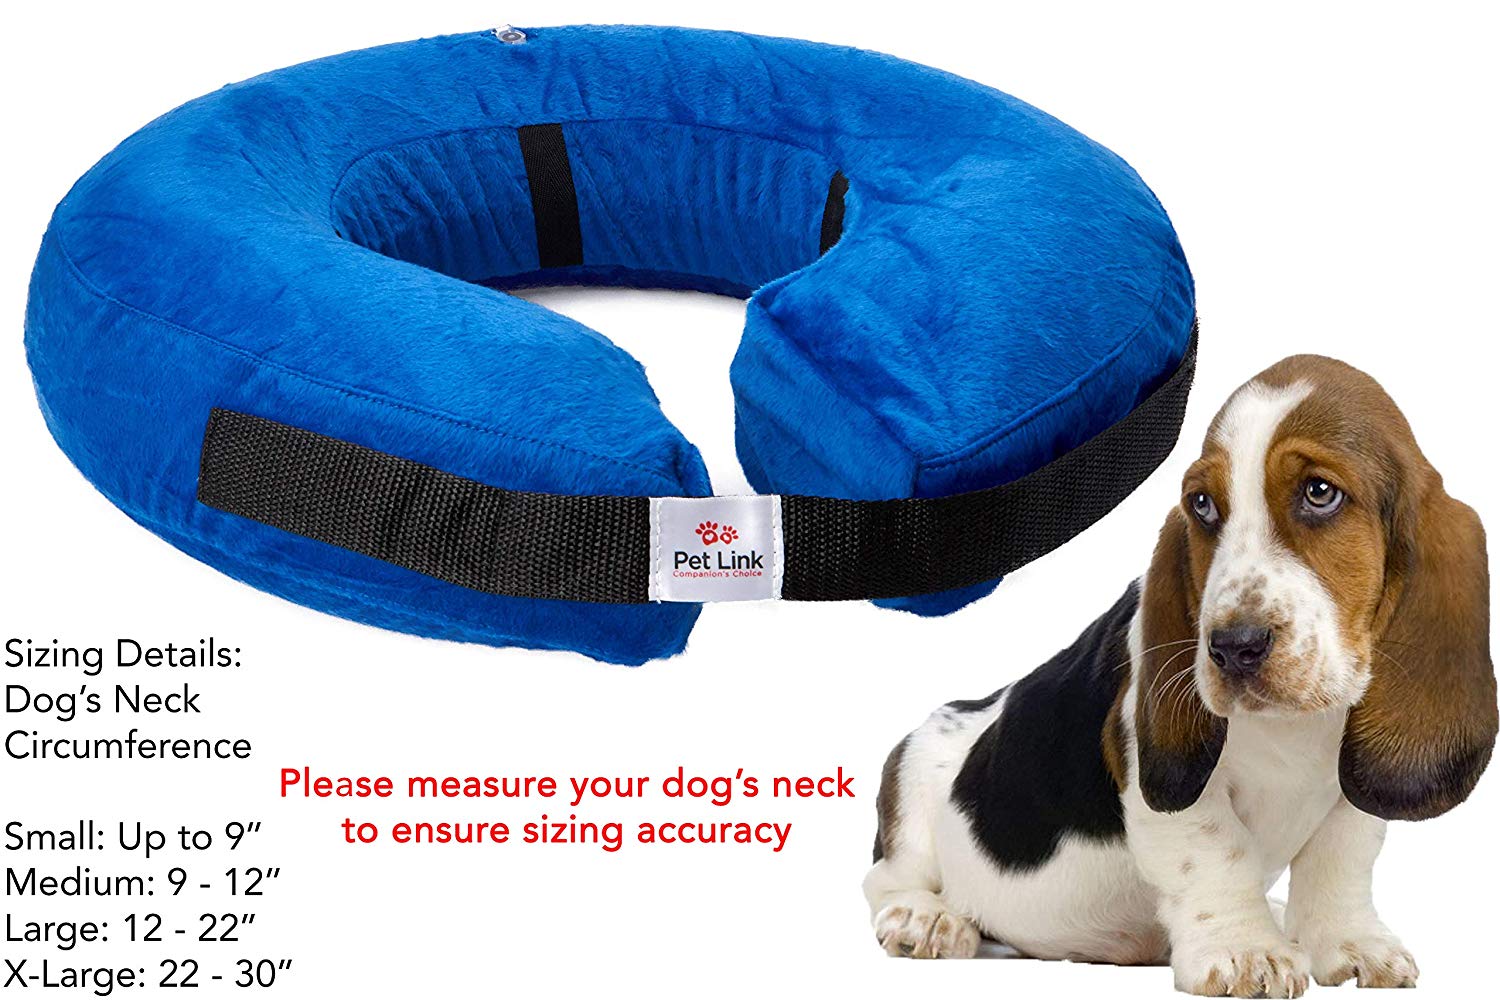 Pet Link
Companion's Choice
Sizing Details:
Dog’s Neck
Circumference
Small: Up to 9”
Medium: 9 - 12”
Large: 12 - 22”
X-Large: 22 - 30”
Please measure your dog’s neck
to ensure sizing accuracy